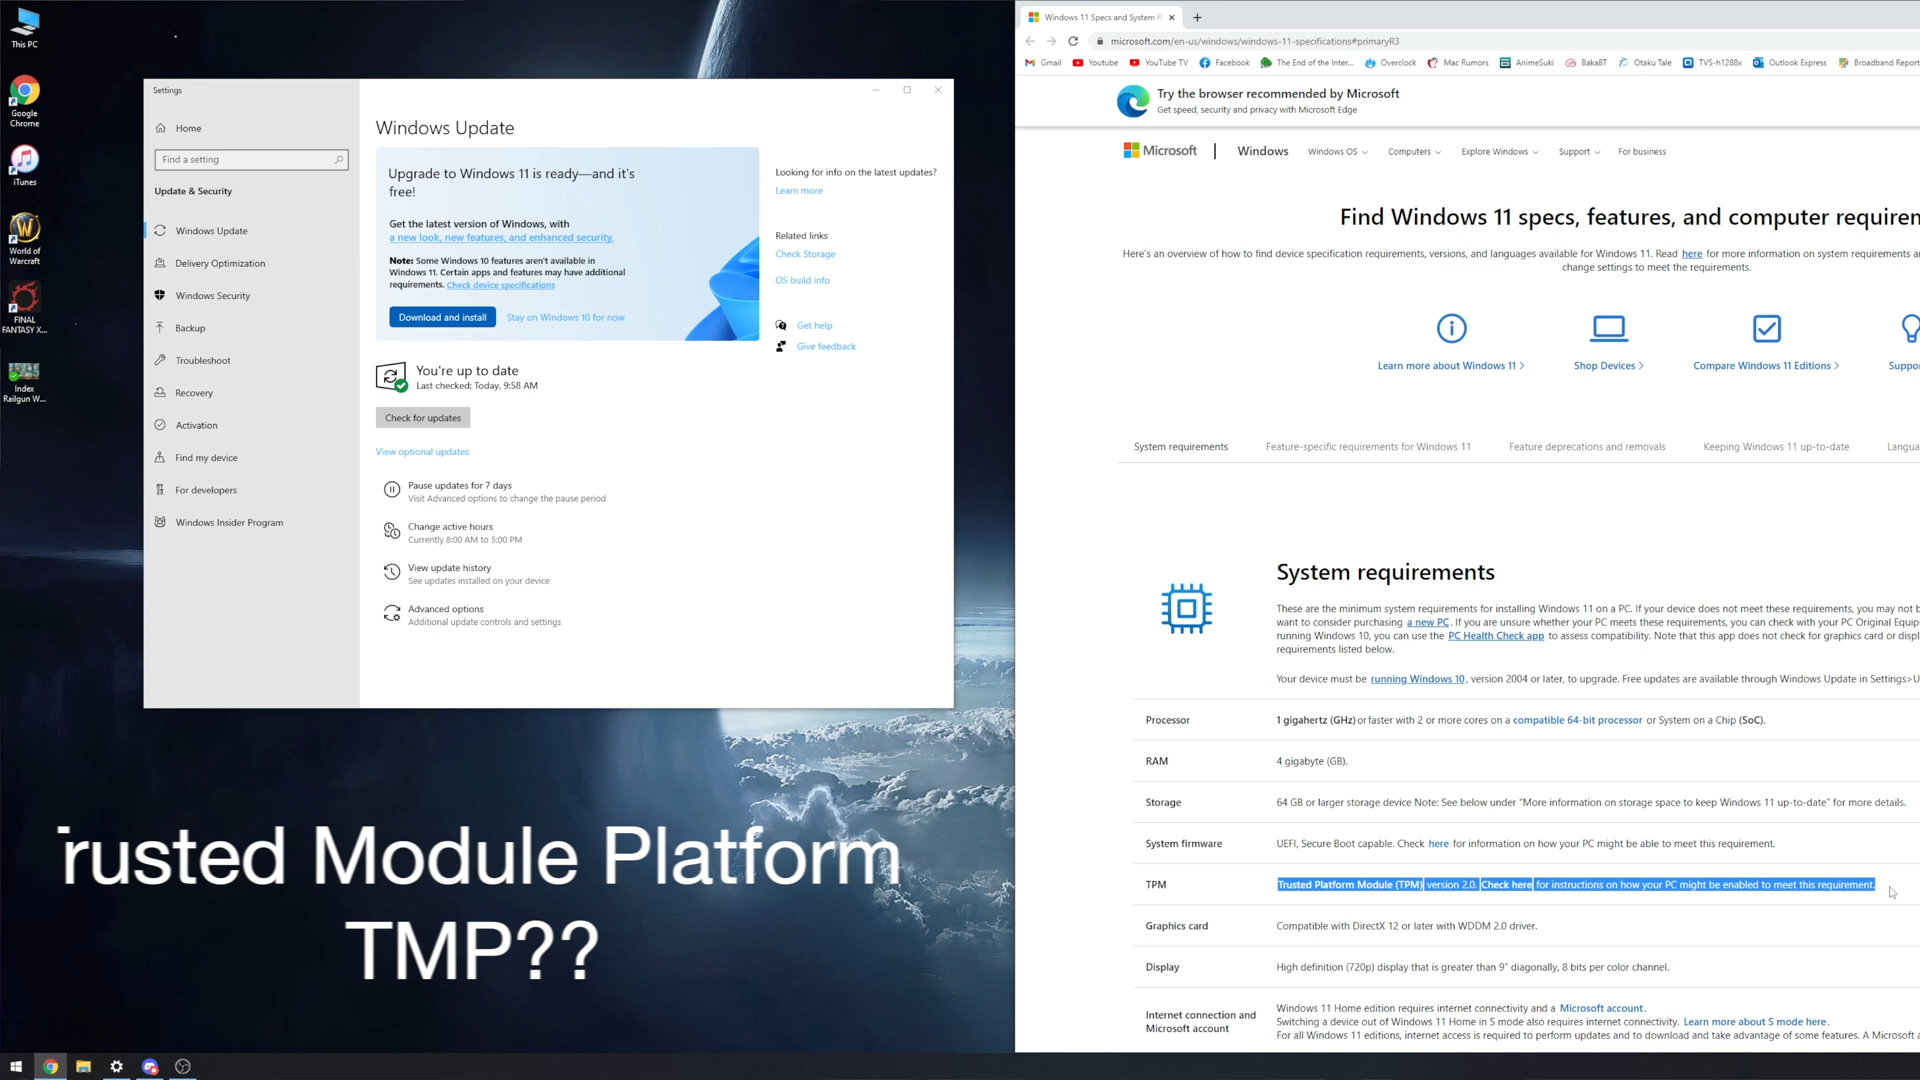 This PC
Google
Chrome
iTunes
World of
Warcraft
FINAL
FANTASY X...
Index
Railgun W...
Settings
Home
Find a setting
Update & Security
Windows Update
Delivery Optimization
Windows Security
Backup
Troubleshoot
Recovery
Activation
Find my device
For developers
Windows Insider Program
Windows Update
Upgrade to Windows 11 is ready—and it's
free!
Get the latest version of Windows, with
a new look, new features, and enhanced security.
Note: Some Windows 10 features aren't available in
Windows 11. Certain apps and features may have additional
requirements. Check device specifications
Download and install
Stay on Windows 10 for now
You're up to date
Last checked: Today, 9:58 AM
Check for updates
View optional updates
Pause updates for 7 days
Visit Advanced options to change the pause period
Change active hours
Currently 8:00 AM to 5:00 PM
View update history
See updates installed on your device
Advanced options
Additional update controls and settings
Looking for info on the latest updates?
Learn more
Related links
Check Storage
OS build info
Get help
Give feedback
rusted Module Platform
TMP??
Windows 11 Specs and System R
microsoft.com/en-us/windows/windows-11-specifications#primaryR3
Gmail Youtube YouTube TV Facebook The End of the Inter... Overclock Mac Rumors AnimeSuki BakaBT Otaku Tale TVS-h1288x Outlook Express Broadband Report
Try the browser recommended by Microsoft
Get speed, security and privacy with Microsoft Edge
Microsoft | Windows Windows OS Computers Explore Windows Support For business
Find Windows 11 specs, features, and computer requirem
Here's an overview of how to find device specification requirements, versions, and languages available for Windows 11. Read here for more information on system requirements a
change settings to meet the requirements.
Learn more about Windows 11 > Shop Devices > Compare Windows 11 Editions > Suppo
System requirements Feature-specific requirements for Windows 11 Feature deprecations and removals Keeping Windows 11 up-to-date Langua
System requirements
These are the minimum system requirements for installing Windows 11 on a PC. If your device does not meet these requirements, you may not b
want to consider purchasing a new PC. If you are unsure whether your PC meets these requirements, you can check with your PC Original Equip
running Windows 10, you can use the PC Health Check app to assess compatibility. Note that this app does not check for graphics card or displ
requirements listed below.
Your device must be running Windows 10, version 2004 or later, to upgrade. Free updates are available through Windows Update in Settings>U
Processor 1 gigahertz (GHz) or faster with 2 or more cores on a compatible 64-bit processor or System on a Chip (SoC).
RAM 4 gigabyte (GB).
Storage 64 GB or larger storage device Note: See below under "More information on storage space to keep Windows 11 up-to-date" for more details.
System firmware UEFI, Secure Boot capable. Check here for information on how your PC might be able to meet this requirement.
TPM Trusted Platform Module (TPM) version 2.0. Check here for instructions on how your PC might be enabled to meet this requirement.
Graphics card Compatible with DirectX 12 or later with WDDM 2.0 driver.
Display High definition (720p) display that is greater than 9" diagonally, 8 bits per color channel.
Internet connection and
Microsoft account
Windows 11 Home edition requires internet connectivity and a Microsoft account.
Switching a device out of Windows 11 Home in S mode also requires internet connectivity. Learn more about S mode here.
For all Windows 11 editions, internet access is required to perform updates and to download and take advantage of some features. A Microsoft a